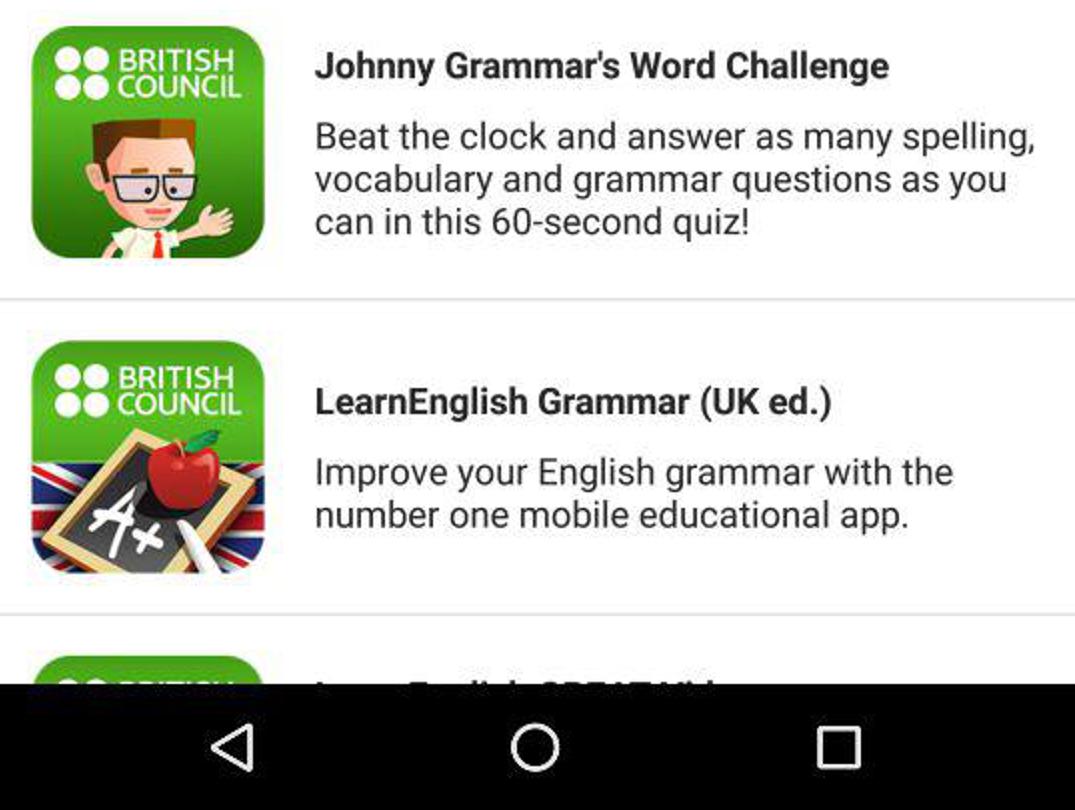 BRITISH
COUNCIL
Johnny Grammar's Word Challenge
Beat the clock and answer as many spelling,
vocabulary and grammar questions as you
can in this 60-second quiz!
BRITISH
COUNCIL
A+
LearnEnglish Grammar (UK ed.)
Improve your English grammar with the
number one mobile educational app.